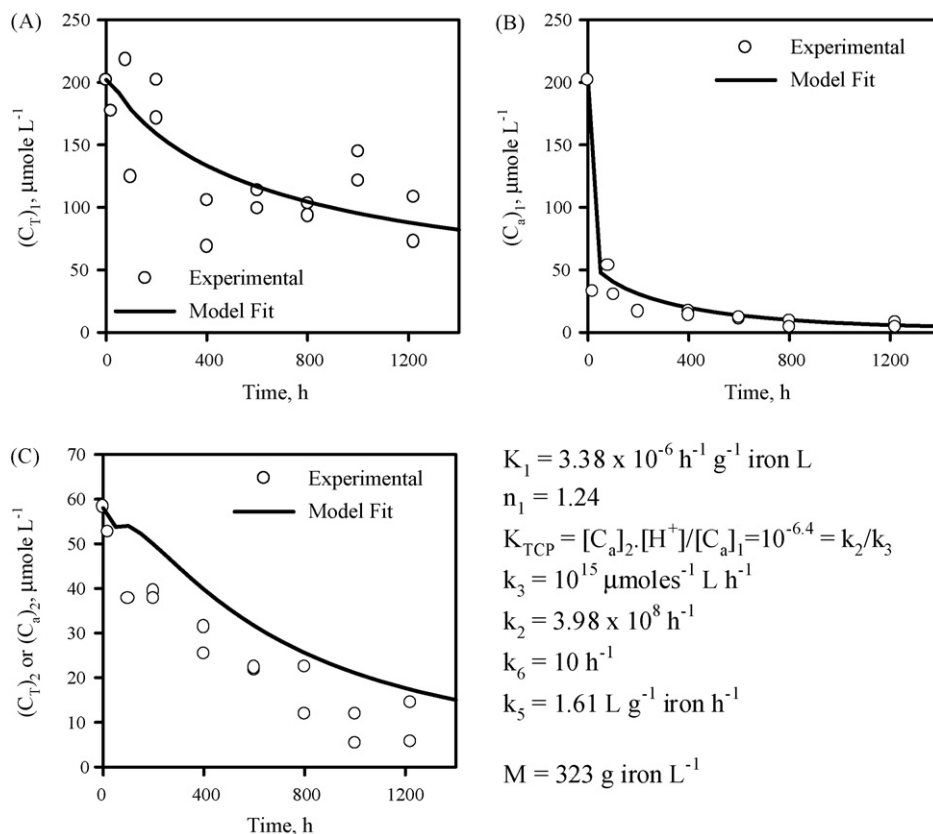 (A)
250
200
150
100
50
0
(C_T)_1, μmole L^-1
Experimental
Model Fit
0 400 800 1200
Time, h
(B)
250
200
150
100
50
0
(C_a)_1, μmole L^-1
Experimental
Model Fit
0 400 800 1200
Time, h
(C)
70
60
50
40
30
20
10
0
(C_T)_2 or (C_a)_2, μmole L^-1
Experimental
Model Fit
0 400 800 1200
Time, h
K_1 = 3.38 x 10^-6 h^-1 g^-1 iron L
n_1 = 1.24
K_TCP = [C_a]_2.[H^+]/[C_a]_1=10^-6.4 = k_2/k_3
k_3 = 10^15 μmoles^-1 L h^-1
k_2 = 3.98 x 10^8 h^-1
k_6 = 10 h^-1
k_5 = 1.61 L g^-1 iron h^-1
M = 323 g iron L^-1